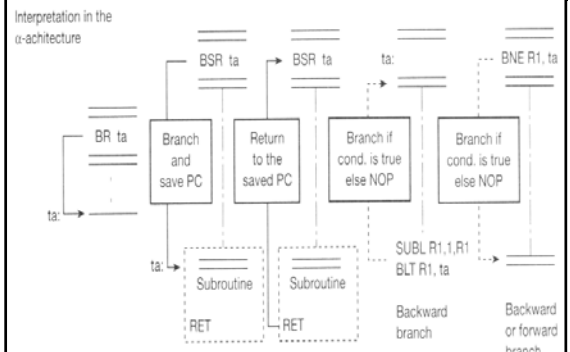 Interpretation in the
α-achitecture
BR ta
ta:
BSR ta
Branch
and
save PC
ta:
Subroutine
RET
BSR ta
Return
to the
saved PC
Subroutine
RET
ta:
Branch if
cond. is true
else NOP
SUBL R1,1,R1
BLT R1, ta
Backward
branch
BNE R1, ta
Branch if
cond. is true
else NOP
Backward
or forward
branch